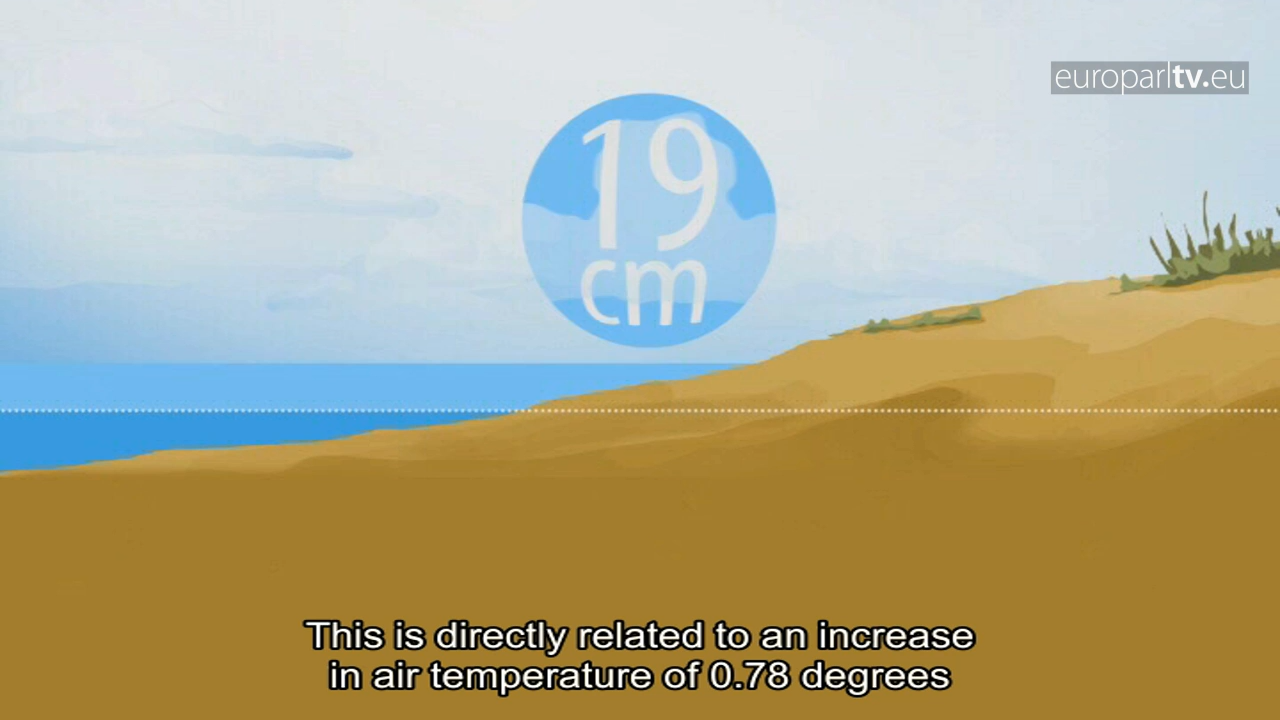 europarltv.eu
19
cm
This is directly related to an increase
in air temperature of 0.78 degrees